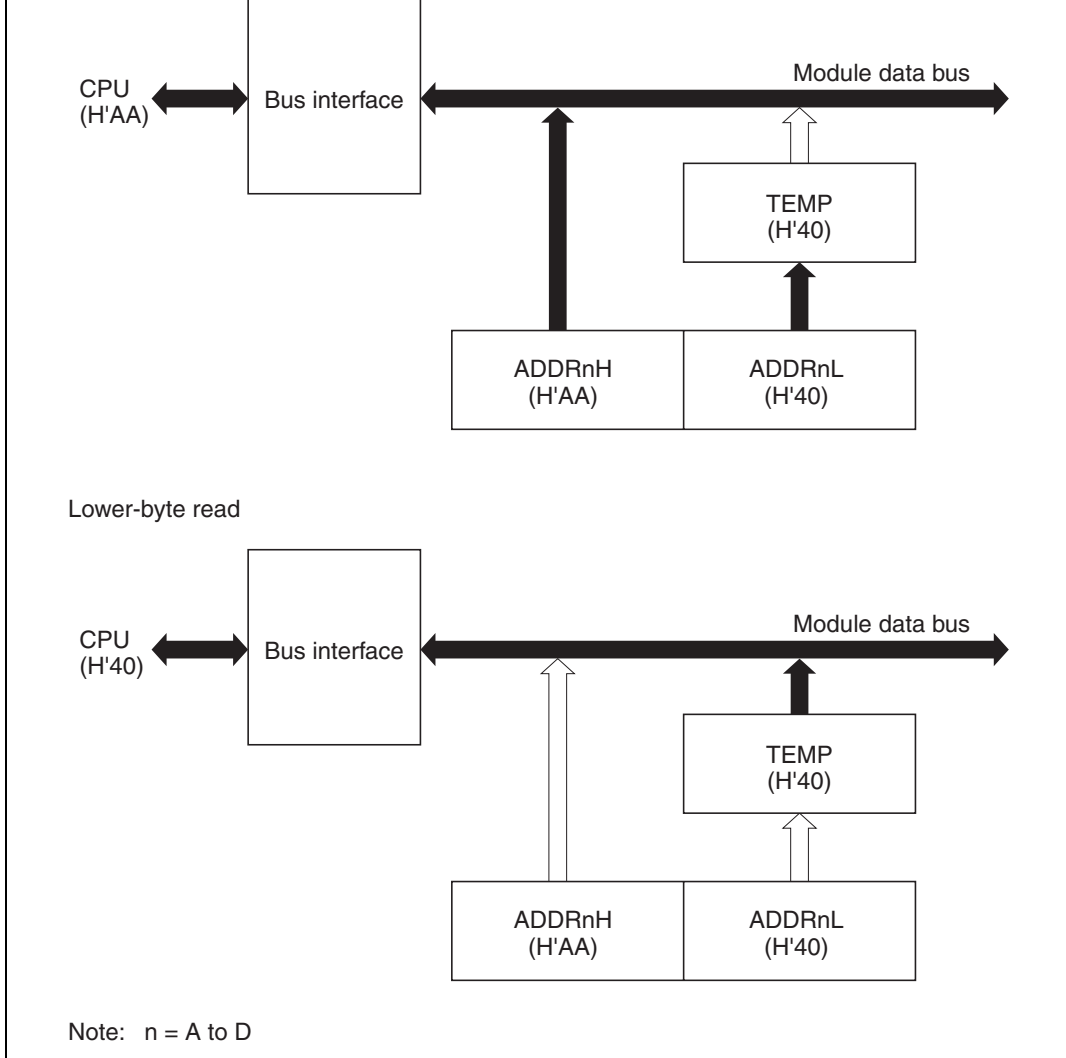 Module data bus
CPU
(H'AA)
Bus interface
TEMP
(H'40)
ADDRnH
(H'AA)
ADDRnL
(H'40)
Lower-byte read
Module data bus
CPU
(H'40)
Bus interface
TEMP
(H'40)
ADDRnH
(H'AA)
ADDRnL
(H'40)
Note: n = A to D